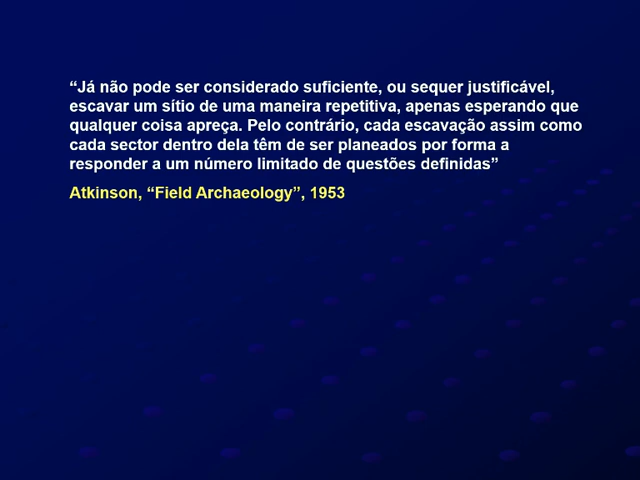 “Já não pode ser considerado suficiente, ou sequer justificável,
escavar um sítio de uma maneira repetitiva, apenas esperando que
qualquer coisa apreça. Pelo contrário, cada escavação assim como
cada sector dentro dela têm de ser planeados por forma a
responder a um número limitado de questões definidas”
Atkinson, “Field Archaeology”, 1953